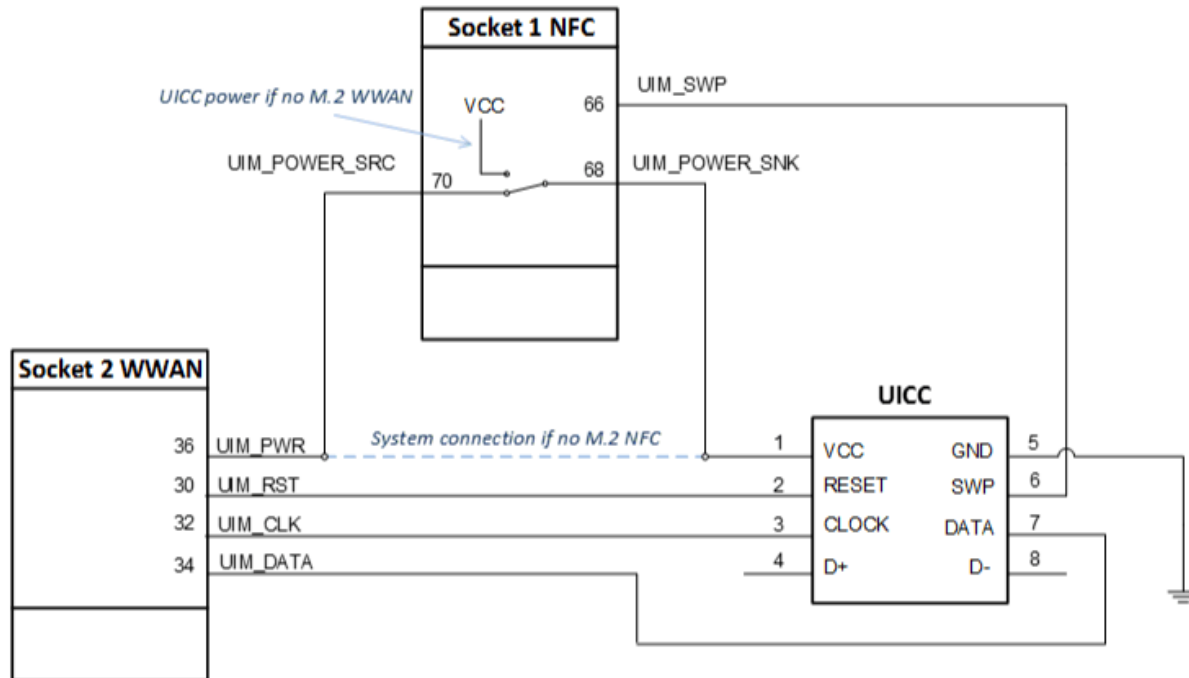 Socket 1 NFC
UICC power if no M.2 WWAN
VCC
66
UIM_SWP
UIM_POWER_SRC
70
68
UIM_POWER_SNK
Socket 2 WWAN
36
UIM_PWR
System connection if no M.2 NFC
30
UIM_RST
32
UIM_CLK
34
UIM_DATA
UICC
1
VCC
GND
5
2
RESET
SWP
6
3
CLOCK
DATA
7
4
D+
D-
8